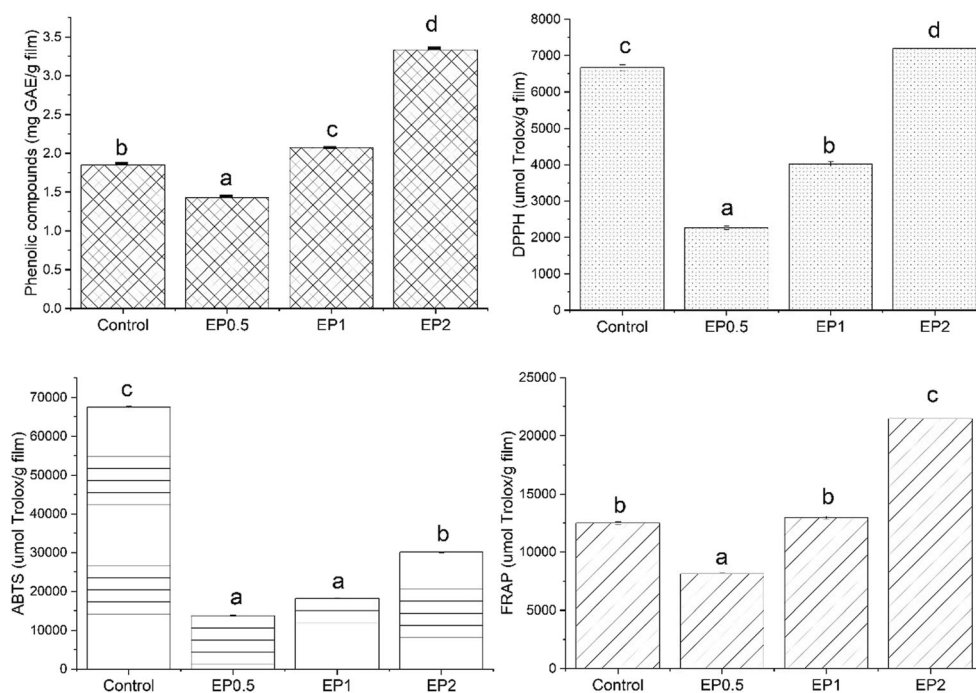 Phenolic compounds (mg GAE/g film)
3.5
3.0
2.5
2.0
1.5
1.0
0.5
0.0
b
a
c
d
Control EP0.5 EP1 EP2
DPPH (umol Trolox/g film)
8000
7000
6000
5000
4000
3000
2000
1000
0
c
a
b
d
Control EP0.5 EP1 EP2
ABTS (umol Trolox/g film)
70000
60000
50000
40000
30000
20000
10000
0
c
a
a
b
Control EP0.5 EP1 EP2
FRAP (umol Trolox/g film)
25000
20000
15000
10000
5000
0
b
a
b
c
Control EP0.5 EP1 EP2